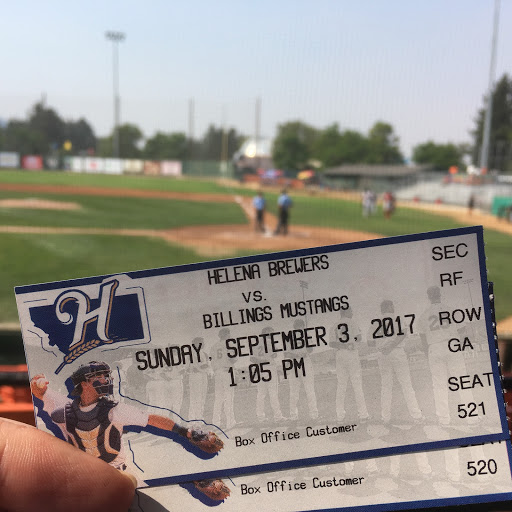 HELENA BREWERS
VS.
BILLINGS MUSTANGS
SUNDAY, SEPTEMBER 3, 2017
1:05 PM
Box Office Customer
SEC
RF
ROW
GA
SEAT
521
H
Box Office Customer
520